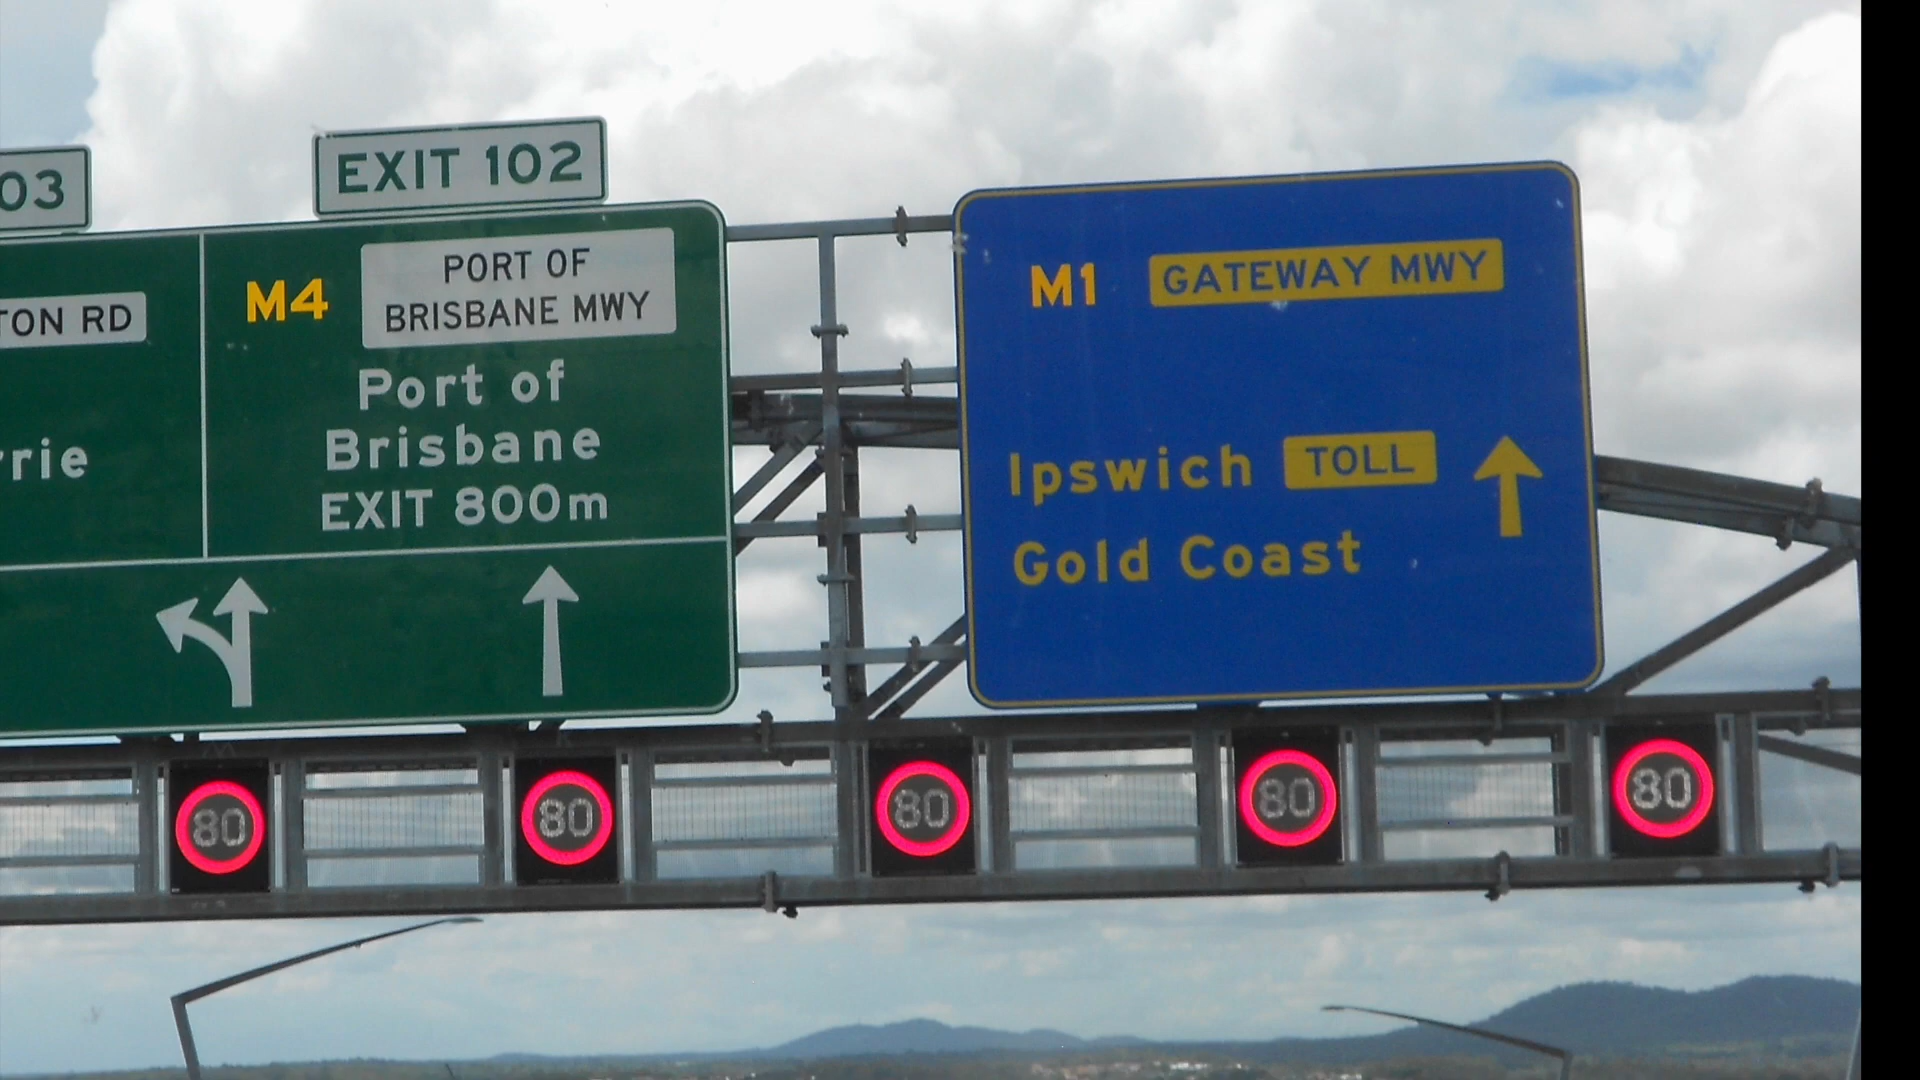 03
TON RD
rrie
EXIT 102
M4
PORT OF
BRISBANE MWY
Port of
Brisbane
EXIT 800m
M1 GATEWAY MWY
Ipswich TOLL
Gold Coast
80 80 80 80 80